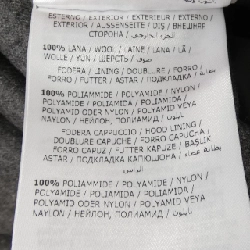 ESTERNO / EXTERIOR / EXTERIEUR / EXTERNO /
EXTERIOR / AUSSENSEITE / DIŞ / ВНЕШНЯЯ
СТОРОНА /
100% LANA / WOOL / LAINE / LANA / LÃ /
WOLLE / YÜN / ШЕРСТЬ /
FODERA / LINING / DOUBLURE / FORRO /
FORRO / FUTTER / ASTAR / ПОДКЛАДКА /
100% POLIAMMIDE / POLYAMIDE / NYLON /
POLYAMIDE / POLIAMIDA / POLIAMIDA /
POLYAMID ODER NYLON / POLYAMID VEYA
NAYLON / НЕЙЛОН, ПОЛИАМИД /
FODERA CAPPUCCIO / HOOD LINING /
DOUBLURE CAPUCHE / FORRO CAPUCHA /
FORRO CAPUZ / FUTTER KAPUZE / BAŞLIK
ASTARI / ПОДКЛАДКА КАПЮШОНА /
100% POLIAMMIDE / POLYAMIDE / NYLON /
POLYAMIDE / POLIAMIDA / POLIAMIDA /
POLYAMID ODER NYLON / POLYAMID VEYA
NAYLON / НЕЙЛОН, ПОЛИАМИД /